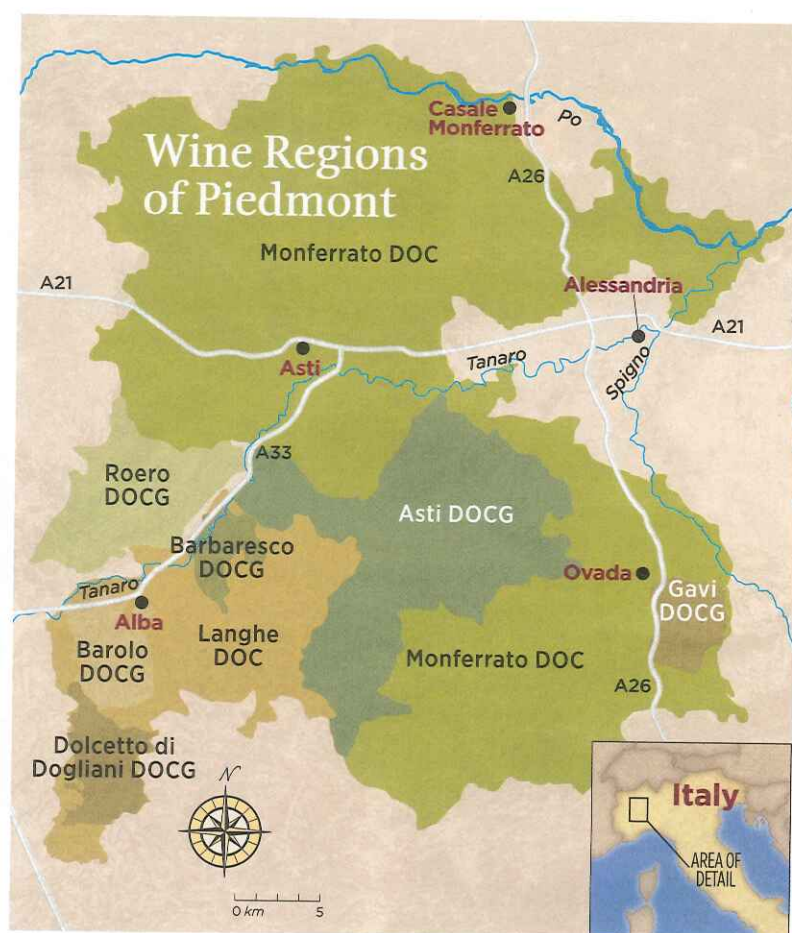 Casale
Monferrato
Po
Wine Regions
of Piedmont
A26
Monferrato DOC
A21
Alessandria
A21
Asti
Tanaro
Spigno
A33
Roero
DOCG
Asti DOCG
Barbaresco
DOCG
Ovada
Gavi
DOCG
Tanaro
Alba
Langhe
DOC
Barolo
DOCG
Monferrato DOC
A26
Dolcetto di
Dogliani DOCG
N
Italy
AREA OF
DETAIL
0 km 5